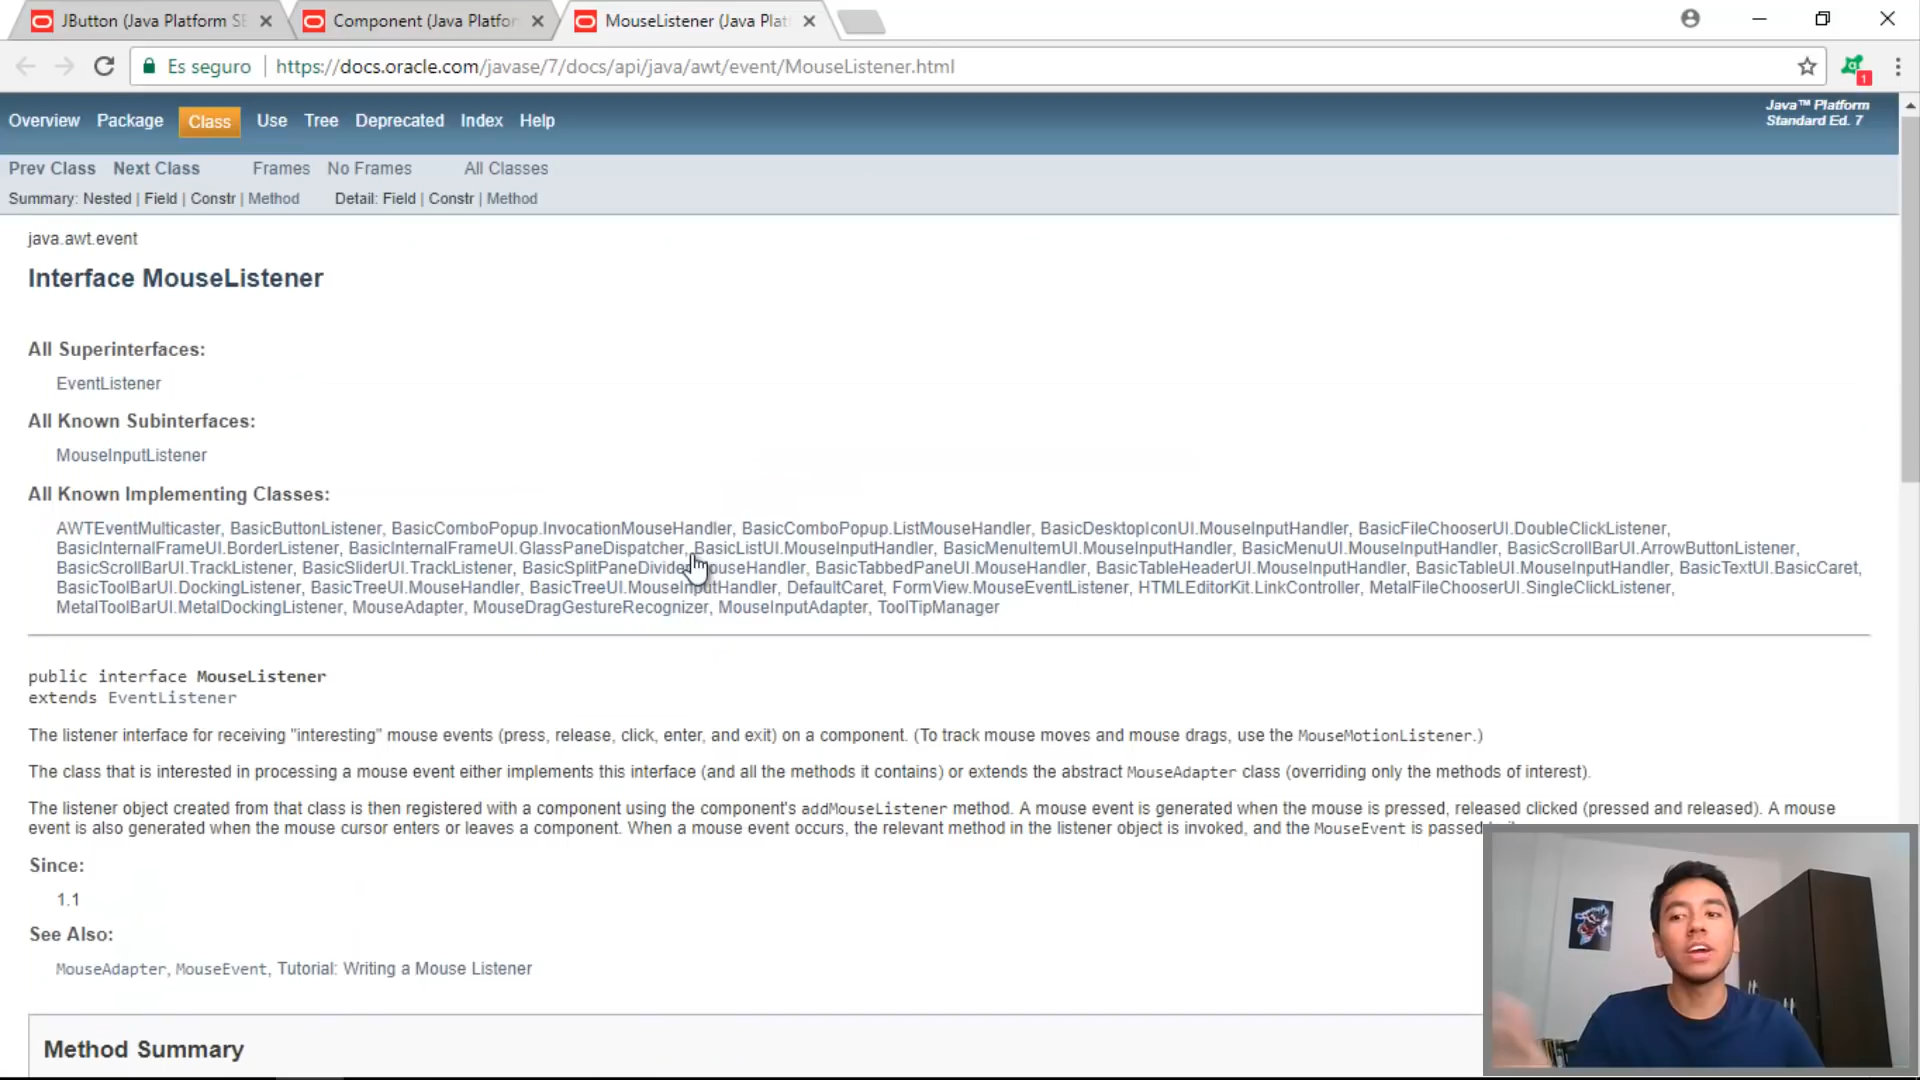 JButton (Java Platform SE
Component (Java Platfor
MouseListener (Java Plat
Es seguro
https://docs.oracle.com/javase/7/docs/api/java/awt/event/MouseListener.html
1
Overview Package Class Use Tree Deprecated Index Help
Java™ Platform
Standard Ed. 7
Prev Class Next Class Frames No Frames All Classes
Summary: Nested | Field | Constr | Method Detail: Field | Constr | Method
java.awt.event
Interface MouseListener
All Superinterfaces:
EventListener
All Known Subinterfaces:
MouseInputListener
All Known Implementing Classes:
AWTEventMulticaster, BasicButtonListener, BasicComboPopup.InvocationMouseHandler, BasicComboPopup.ListMouseHandler, BasicDesktopIconUI.MouseInputHandler, BasicFileChooserUI.DoubleClickListener,
BasicInternalFrameUI.BorderListener, BasicInternalFrameUI.GlassPaneDispatcher, BasicListUI.MouseInputHandler, BasicMenuItemUI.MouseInputHandler, BasicMenuUI.MouseInputHandler, BasicScrollBarUI.ArrowButtonListener,
BasicScrollBarUI.TrackListener, BasicSliderUI.TrackListener, BasicTabbedPaneUI.MouseHandler, BasicTableHeaderUI.MouseInputHandler, BasicTableUI.MouseInputHandler, BasicTextUI.BasicCaret,
BasicToolBarUI.DockingListener, BasicTreeUI.MouseHandler, BasicTreeUI.MouseInputHandler, DefaultCaret, FormView.MouseEventListener, HTMLEditorKit.LinkController, MetalFileChooserUI.SingleClickListener,
MetalToolBarUI.MetalDockingListener, MouseAdapter, MouseDragGestureRecognizer, MouseInputAdapter, ToolTipManager
public interface MouseListener
extends EventListener
The listener interface for receiving "interesting" mouse events (press, release, click, enter, and exit) on a component. (To track mouse moves and mouse drags, use the MouseMotionListener.)
The class that is interested in processing a mouse event either implements this interface (and all the methods it contains) or extends the abstract MouseAdapter class (overriding only the methods of interest).
The listener object created from that class is then registered with a component using the component's addMouseListener method. A mouse event is generated when the mouse is pressed, released clicked (pressed and released). A mouse
event is also generated when the mouse cursor enters or leaves a component. When a mouse event occurs, the relevant method in the listener object is invoked, and the MouseEvent is passed
Since:
1.1
See Also:
MouseAdapter, MouseEvent, Tutorial: Writing a Mouse Listener
Method Summary